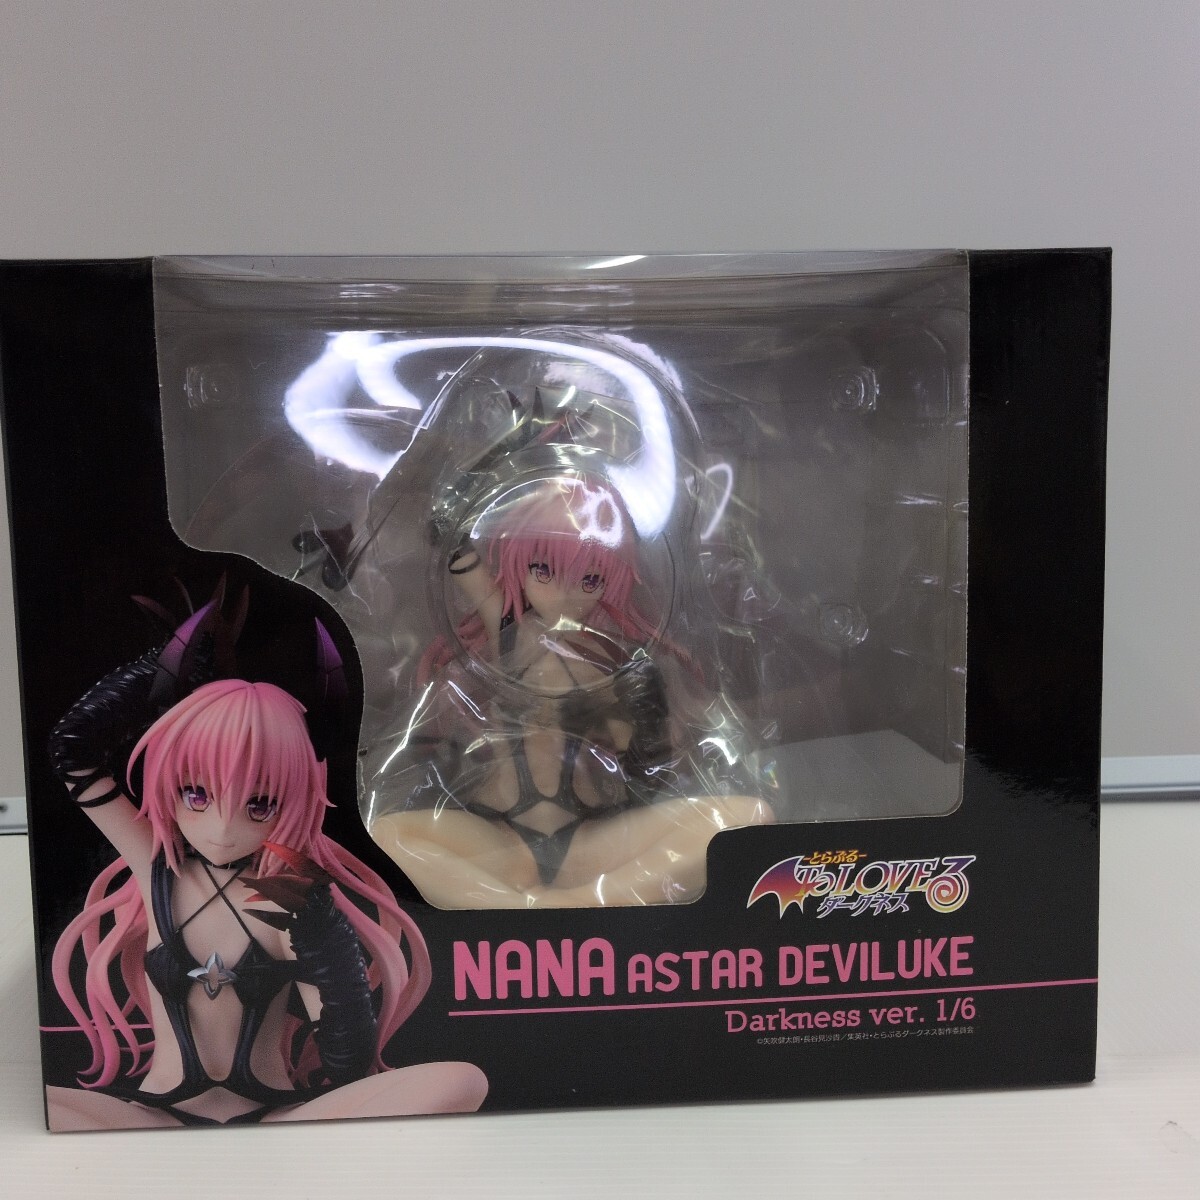 -とらぶる-
To LOVEる
ダークネス
NANA ASTAR DEVILUKE
Darkness ver. 1/6
©矢吹健太朗・長谷見沙貴/集英社・とらぶるダークネス製作委員会